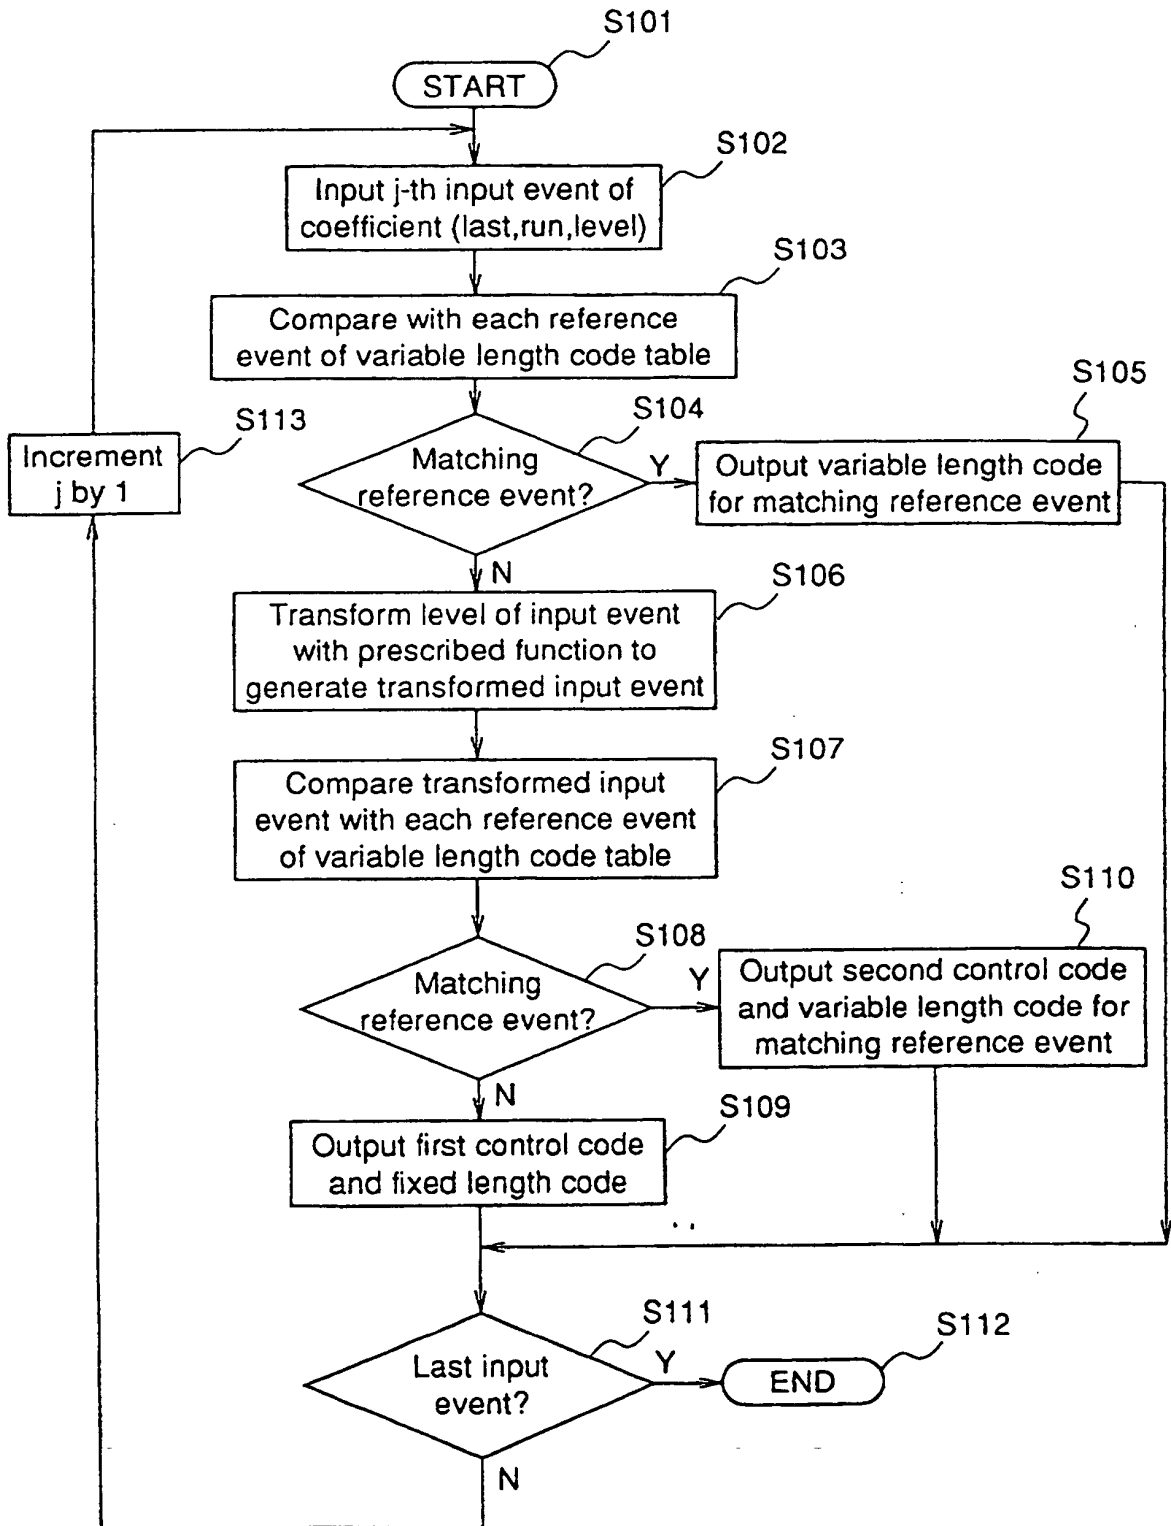 S101
START
S102
Input j-th input event of
coefficient (last,run,level)
S103
Compare with each reference
event of variable length code table
S104
Matching
reference event?
Y
S105
Output variable length code
for matching reference event
S113
Increment
j by 1
N
S106
Transform level of input event
with prescribed function to
generate transformed input event
S107
Compare transformed input
event with each reference event
of variable length code table
S108
Matching
reference event?
Y
S110
Output second control code
and variable length code for
matching reference event
N
S109
Output first control code
and fixed length code
S111
Last input
event?
Y
S112
END
N